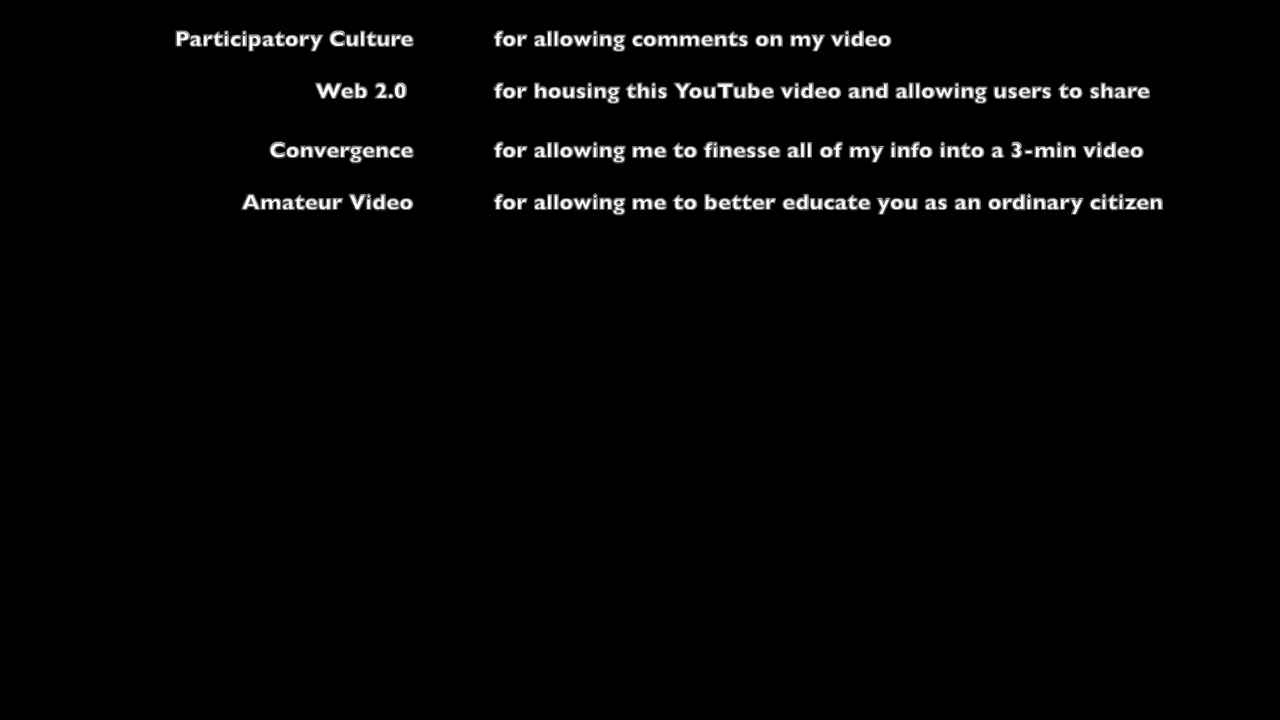 Participatory Culture for allowing comments on my video
Web 2.0 for housing this YouTube video and allowing users to share
Convergence for allowing me to finesse all of my info into a 3-min video
Amateur Video for allowing me to better educate you as an ordinary citizen